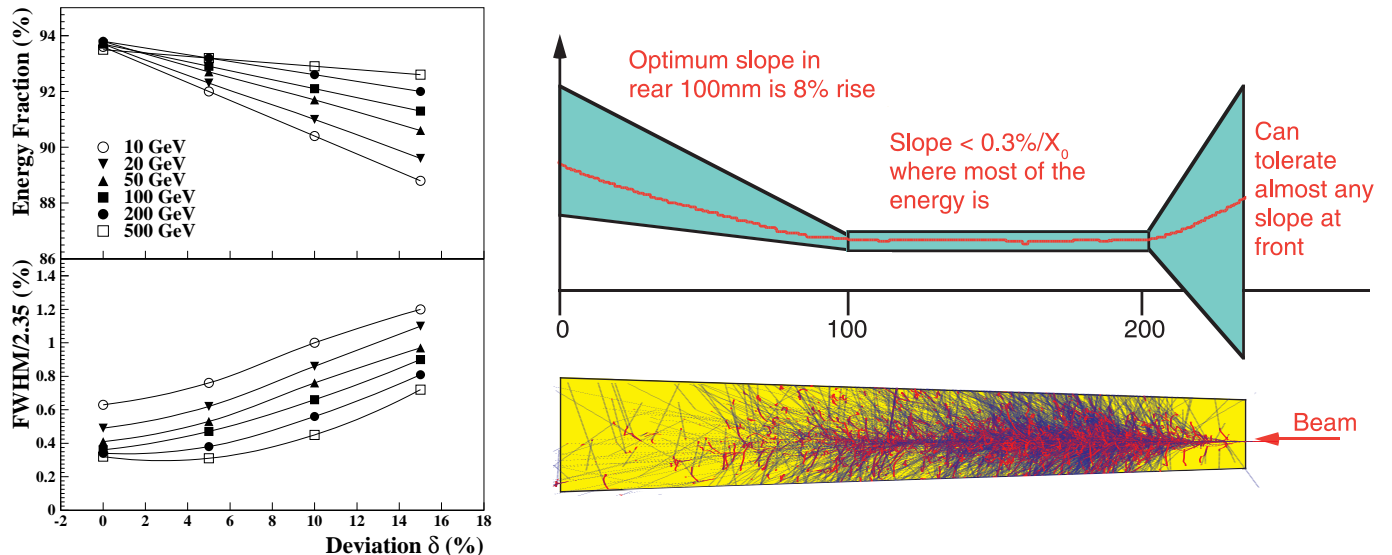 Energy Fraction (%)
94
92
90
88
86
10 GeV
20 GeV
50 GeV
100 GeV
200 GeV
500 GeV
FWHM/2.35 (%)
1.4
1.2
1
0.8
0.6
0.4
0.2
0
-2
0
2
4
6
8
10
12
14
16
18
Deviation δ (%)
Optimum slope in
rear 100mm is 8% rise
Slope < 0.3%/X₀
where most of the
energy is
Can
tolerate
almost any
slope at
front
0
100
200
Beam